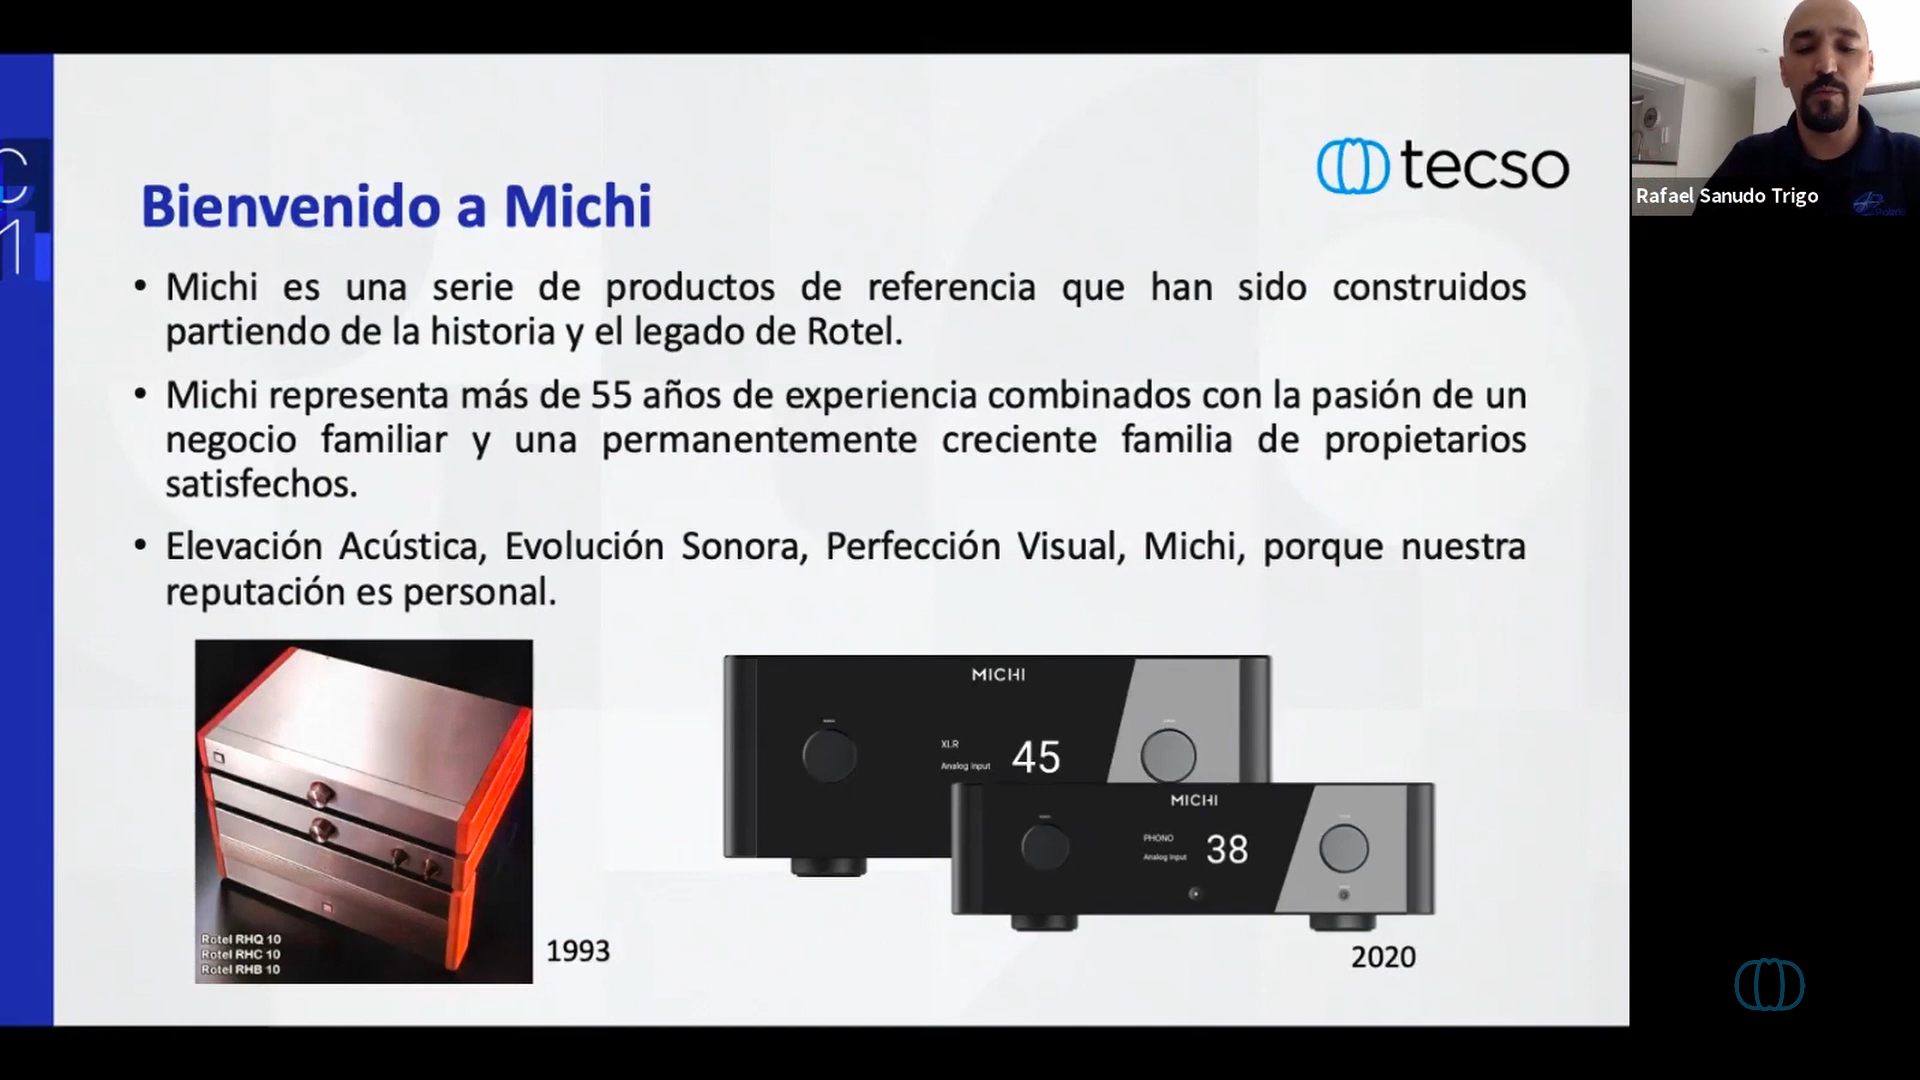 tecso
Rafael Sanudo Trigo
Bienvenido a Michi
• Michi es una serie de productos de referencia que han sido construidos
partiendo de la historia y el legado de Rotel.
• Michi representa más de 55 años de experiencia combinados con la pasión de un
negocio familiar y una permanentemente creciente familia de propietarios
satisfechos.
• Elevación Acústica, Evolución Sonora, Perfección Visual, Michi, porque nuestra
reputación es personal.
MICHI
XLR
Analog Input
45
MICHI
PHONO
Analog Input
38
Rotel RHQ 10
Rotel RHC 10
Rotel RHB 10
1993
2020